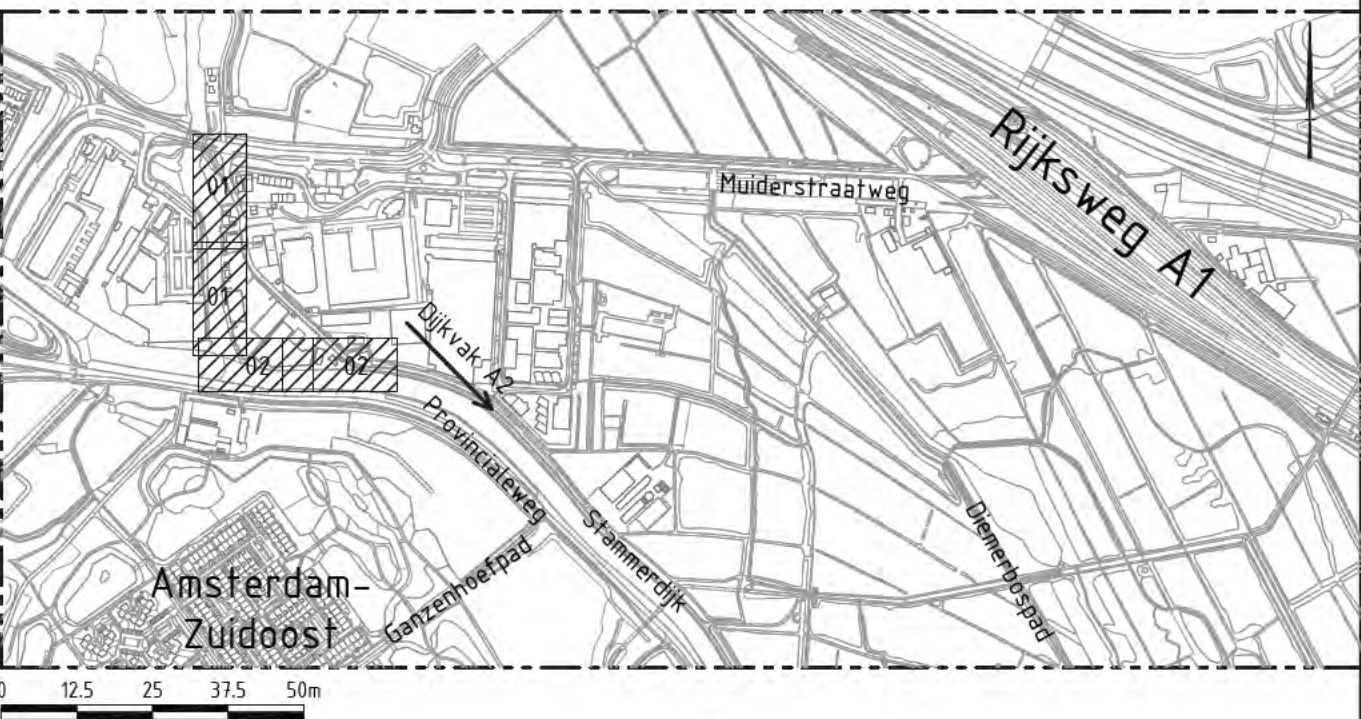 Rijksweg A1
Muiderstraatweg
01
01
02
02
Dijkvak A2
Provincialeweg
Stammerdijk
Ganzenhoefpad
Diemerbospad
Amsterdam-
Zuidoost
0 12.5 25 37.5 50m